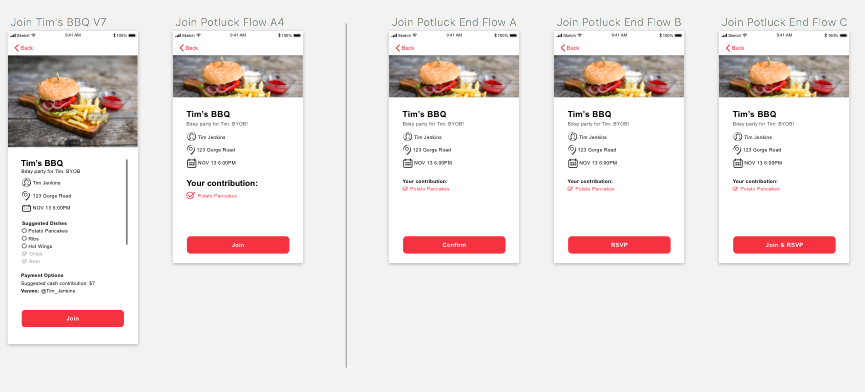 Join Tim's BBQ V7
Sketch
9:41 AM
100%
Back
Tim's BBQ
Bday party for Tim. BYOB
Tim Jenkins
123 Gorge Road
NOV 13 6:00PM
Suggested Dishes
Potato Pancakes
Ribs
Hot Wings
Chips
Beer
Payment Options
Suggested cash contribution: $7
Venmo: @Tim_Jenkins
Join
Join Potluck Flow A4
Sketch
9:41 AM
100%
Back
Tim's BBQ
Bday party for Tim. BYOB!
Tim Jenkins
123 Gorge Road
NOV 13 6:00PM
Your contribution:
Potato Pancakes
Join
Join Potluck End Flow A
Sketch
9:41 AM
100%
Back
Tim's BBQ
Bday party for Tim. BYOB!
Tim Jenkins
123 Gorge Road
NOV 13 6:00PM
Your contribution:
Potato Pancakes
Confirm
Join Potluck End Flow B
Sketch
9:41 AM
100%
Back
Tim's BBQ
Bday party for Tim. BYOB!
Tim Jenkins
123 Gorge Road
NOV 13 6:00PM
Your contribution:
Potato Pancakes
RSVP
Join Potluck End Flow C
Sketch
9:41 AM
100%
Back
Tim's BBQ
Bday party for Tim. BYOB!
Tim Jenkins
123 Gorge Road
NOV 13 6:00PM
Your contribution:
Potato Pancakes
Join & RSVP